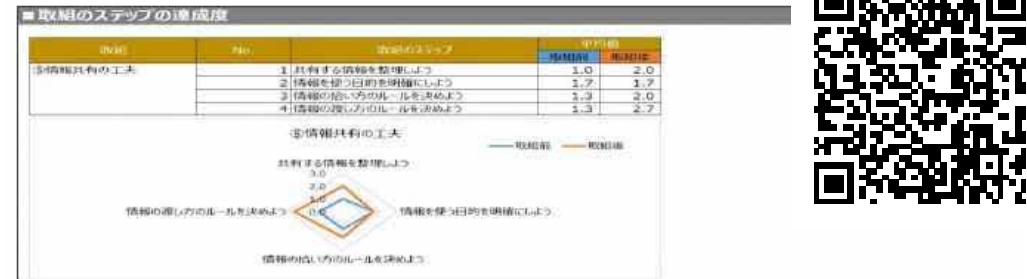 ■取組のステップの達成度
取組 No. 取組のステップ 平均値
取組前 取組後
⑤情報共有の工夫 1 共有する情報を整理しよう 1.0 2.0
2 情報を使う目的を明確にしよう 1.7 1.7
3 情報の拾い方のルールを決めよう 1.3 2.0
4 情報の渡し方のルールを決めよう 1.3 2.7
⑤情報共有の工夫
取組前 取組後
共有する情報を整理しよう
3.0
2.0
1.0
0.0
情報の渡し方のルールを決めよう 情報を使う目的を明確にしよう
情報の拾い方のルールを決めよう